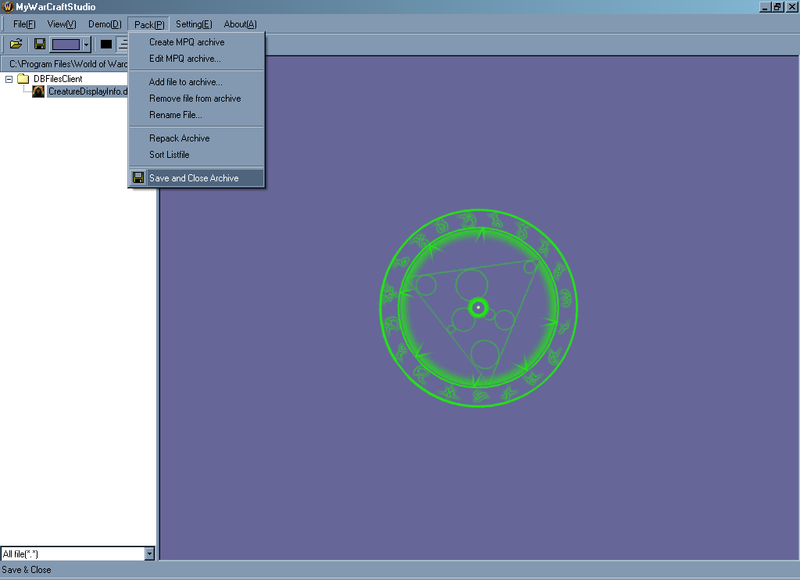 MyWarCraftStudio
File(F) View(V) Demo(D) Pack(P) Setting(E) About(A)
Create MPQ archive
Edit MPQ archive...
C:\Program Files\World of Warc
DBFilesClient
Add file to archive...
CreatureDisplayInfo.d
Remove file from archive
Rename File...
Repack Archive
Sort Listfile
Save and Close Archive
All file(*.*)
Save & Close